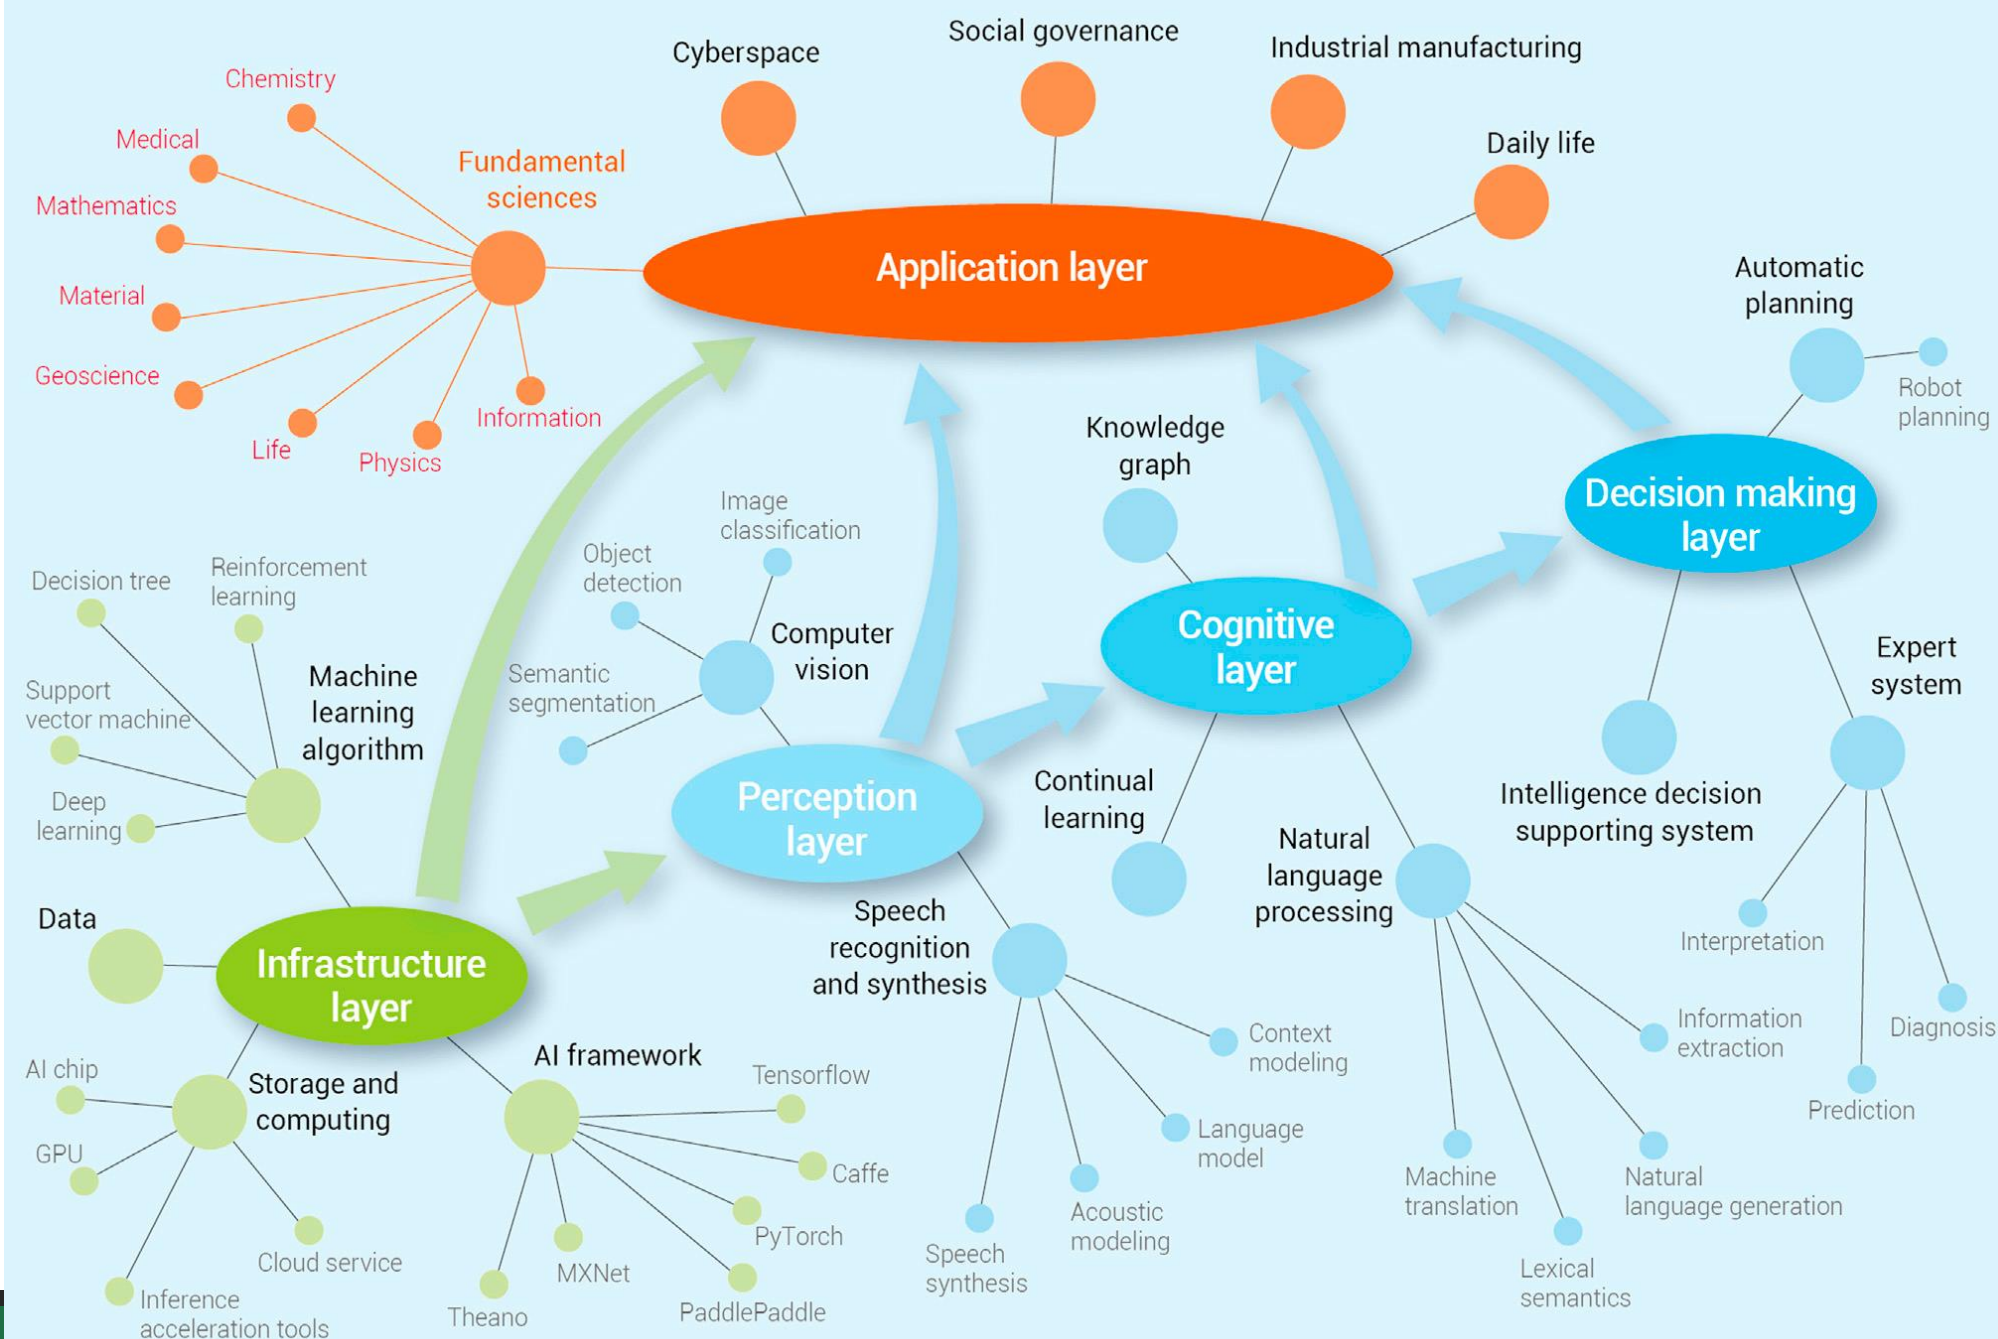 Social governance
Cyberspace
Industrial manufacturing
Chemistry
Medical
Fundamental
sciences
Daily life
Mathematics
Application layer
Material
Automatic
planning
Geoscience
Information
Life
Physics
Robot
planning
Knowledge
graph
Decision making
layer
Image
classification
Object
detection
Computer
vision
Semantic
segmentation
Decision tree
Reinforcement
learning
Machine
learning
algorithm
Support
vector machine
Deep
learning
Cognitive
layer
Expert
system
Perception
layer
Continual
learning
Natural
language
processing
Intelligence decision
supporting system
Data
Infrastructure
layer
Speech
recognition
and synthesis
Interpretation
Diagnosis
Prediction
Information
extraction
Context
modeling
Language
model
Acoustic
modeling
Speech
synthesis
Machine
translation
Natural
language generation
Lexical
semantics
AI chip
Storage and
computing
GPU
Cloud service
Inference
acceleration tools
AI framework
Tensorflow
Caffe
PyTorch
MXNet
PaddlePaddle
Theano